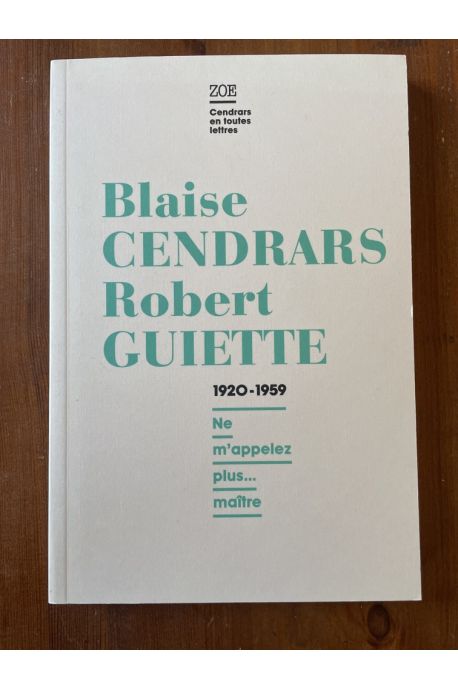 ZOE
Cendrars
en toutes
lettres
Blaise
CENDRARS
Robert
GUIETTE
1920-1959
Ne
m'appelez
plus...
maître